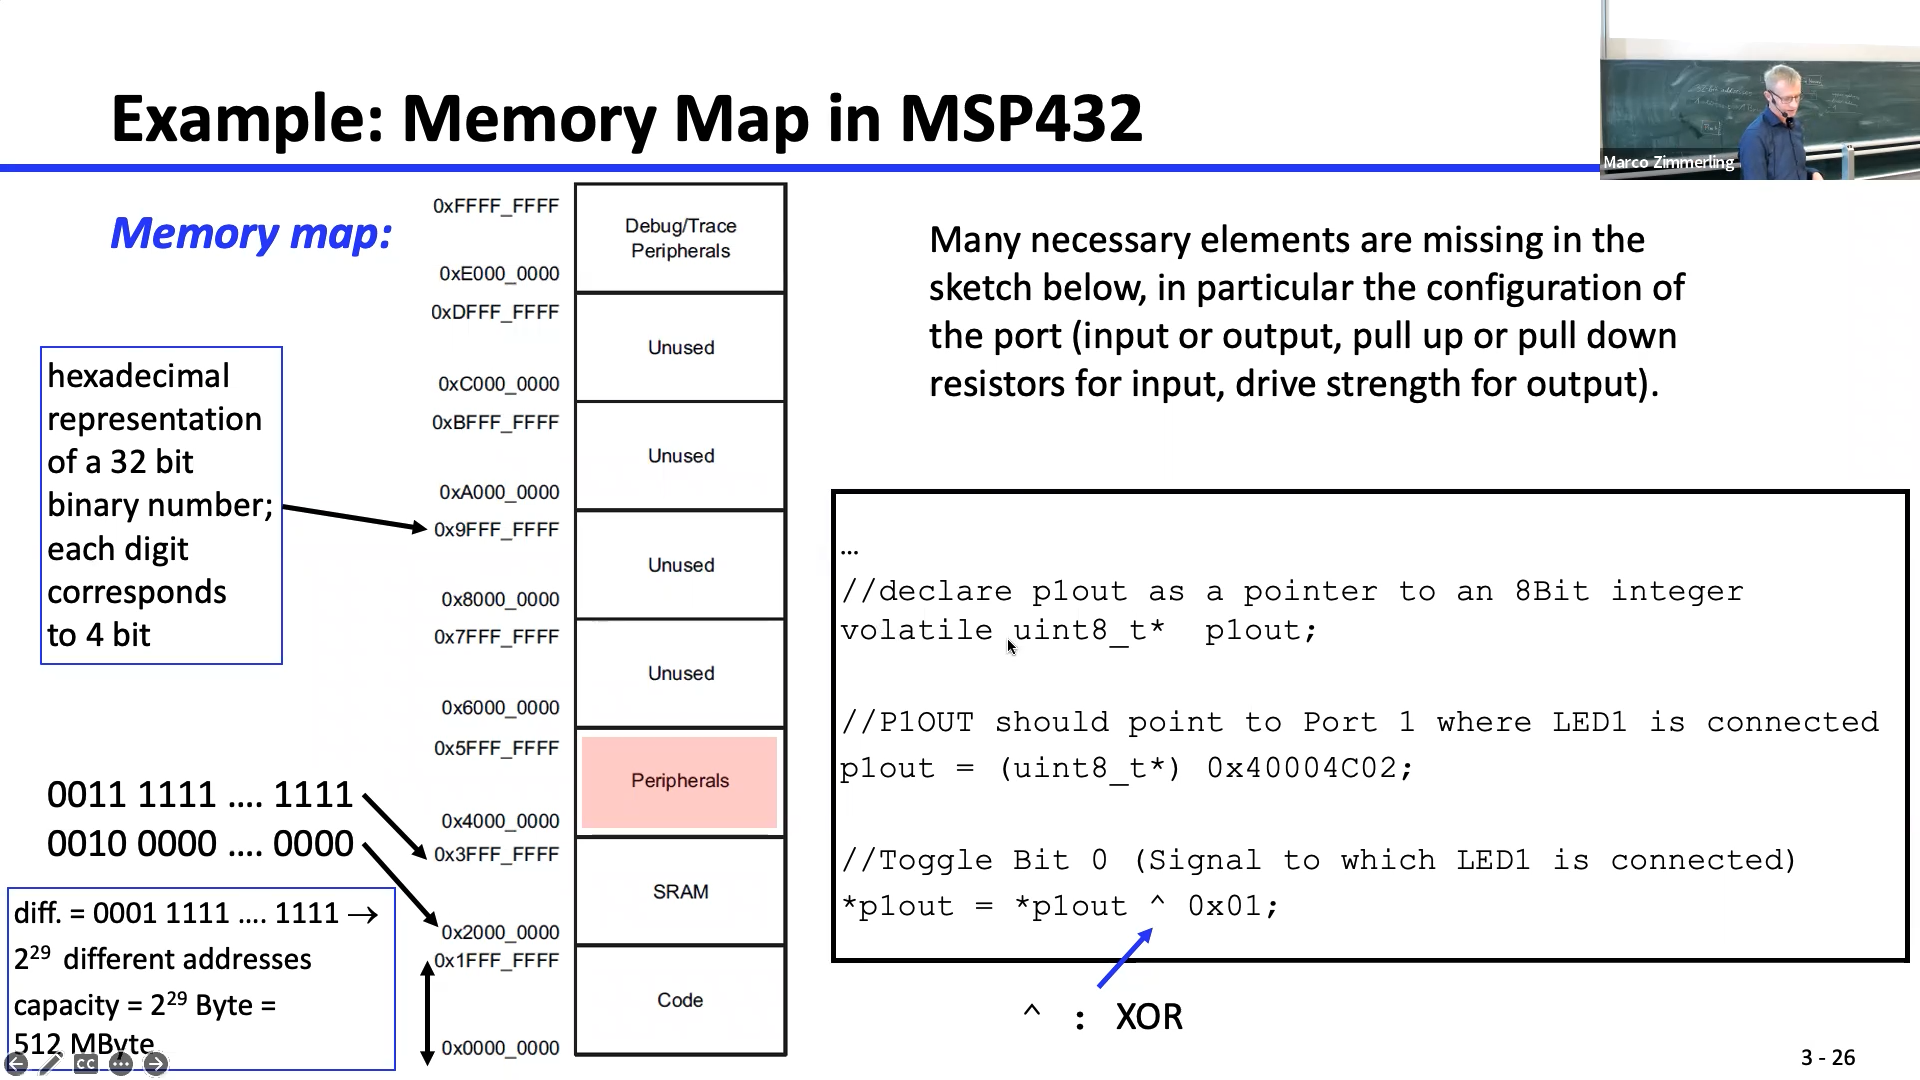 Example: Memory Map in MSP432
Marco Zimmerling
Memory map:
hexadecimal
representation
of a 32 bit
binary number;
each digit
corresponds
to 4 bit
0011 1111 .... 1111
0010 0000 .... 0000
diff. = 0001 1111 .... 1111 →
2²⁹ different addresses
capacity = 2²⁹ Byte =
512 MByte
CC
0xFFFF_FFFF
Debug/Trace
Peripherals
0xE000_0000
0xDFFF_FFFF
Unused
0xC000_0000
0xBFFF_FFFF
Unused
0xA000_0000
0x9FFF_FFFF
Unused
0x8000_0000
0x7FFF_FFFF
Unused
0x6000_0000
0x5FFF_FFFF
Peripherals
0x4000_0000
0x3FFF_FFFF
SRAM
0x2000_0000
0x1FFF_FFFF
Code
0x0000_0000
Many necessary elements are missing in the
sketch below, in particular the configuration of
the port (input or output, pull up or pull down
resistors for input, drive strength for output).
…
//declare p1out as a pointer to an 8Bit integer
volatile uint8_t*  p1out;
//P1OUT should point to Port 1 where LED1 is connected
p1out = (uint8_t*) 0x40004C02;
//Toggle Bit 0 (Signal to which LED1 is connected)
*p1out = *p1out ^ 0x01;
^ : XOR
3 - 26